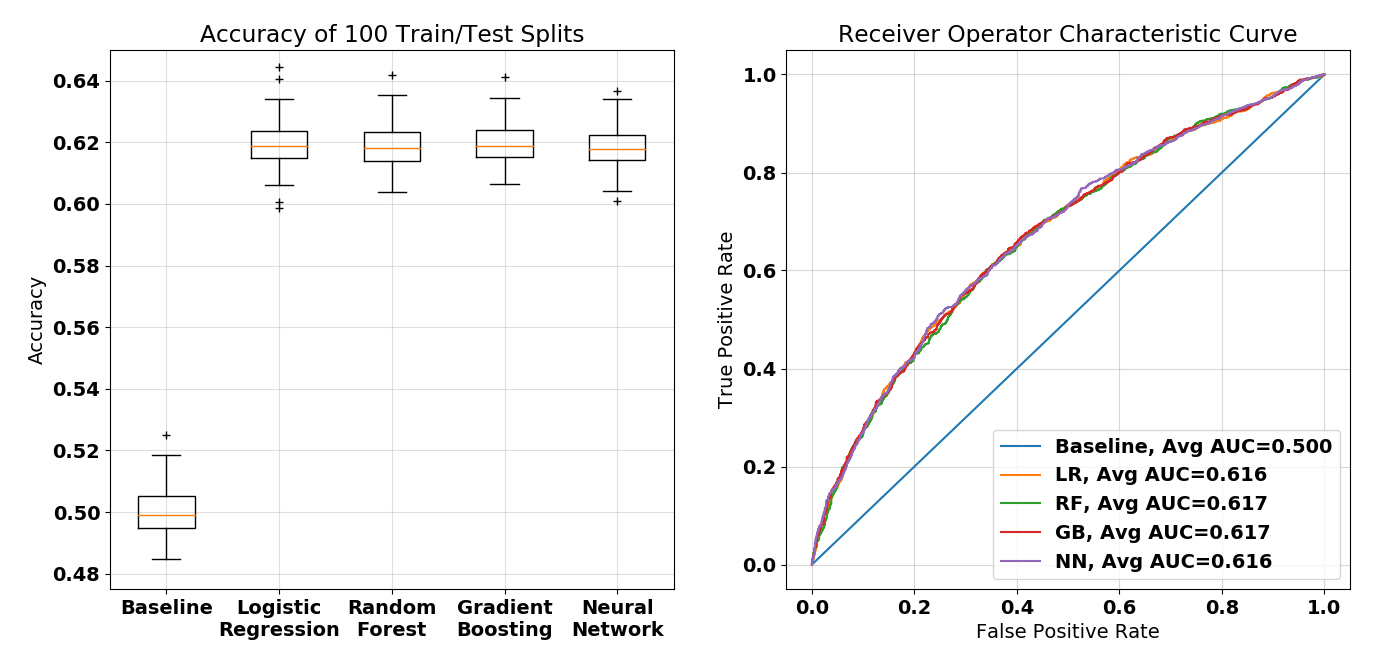 Accuracy of 100 Train/Test Splits
Accuracy
0.64
0.62
0.60
0.58
0.56
0.54
0.52
0.50
0.48
Baseline
Logistic
Regression
Random
Forest
Gradient
Boosting
Neural
Network
Receiver Operator Characteristic Curve
True Positive Rate
1.0
0.8
0.6
0.4
0.2
0.0
Baseline, Avg AUC=0.500
LR, Avg AUC=0.616
RF, Avg AUC=0.617
GB, Avg AUC=0.617
NN, Avg AUC=0.616
0.0 0.2 0.4 0.6 0.8 1.0
False Positive Rate